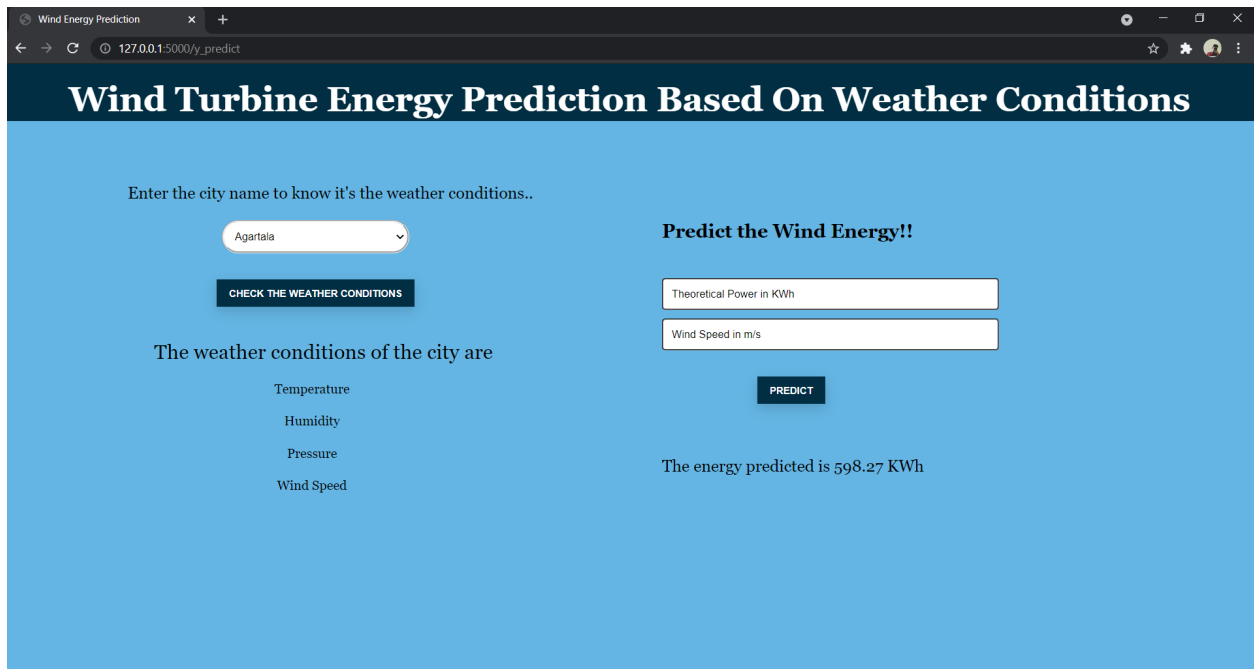 Wind Energy Prediction
127.0.0.1:5000/y_predict
Wind Turbine Energy Prediction Based On Weather Conditions
Enter the city name to know it's the weather conditions..
Agartala
CHECK THE WEATHER CONDITIONS
The weather conditions of the city are
Temperature
Humidity
Pressure
Wind Speed
Predict the Wind Energy!!
Theoretical Power in KWh
Wind Speed in m/s
PREDICT
The energy predicted is 598.27 KWh